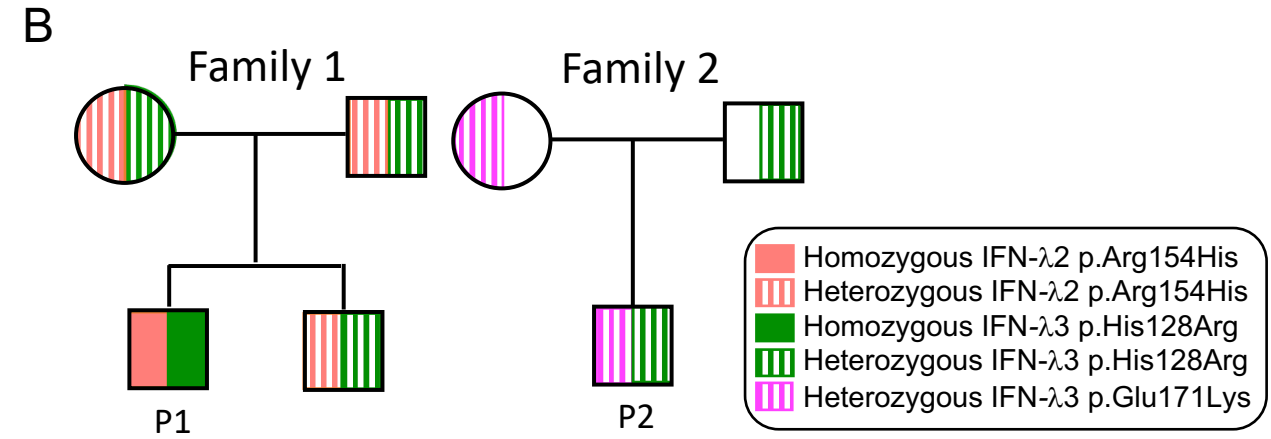 B
Family 1
Family 2
Homozygous IFN-λ2 p.Arg154His
Heterozygous IFN-λ2 p.Arg154His
Homozygous IFN-λ3 p.His128Arg
Heterozygous IFN-λ3 p.His128Arg
Heterozygous IFN-λ3 p.Glu171Lys
P1
P2